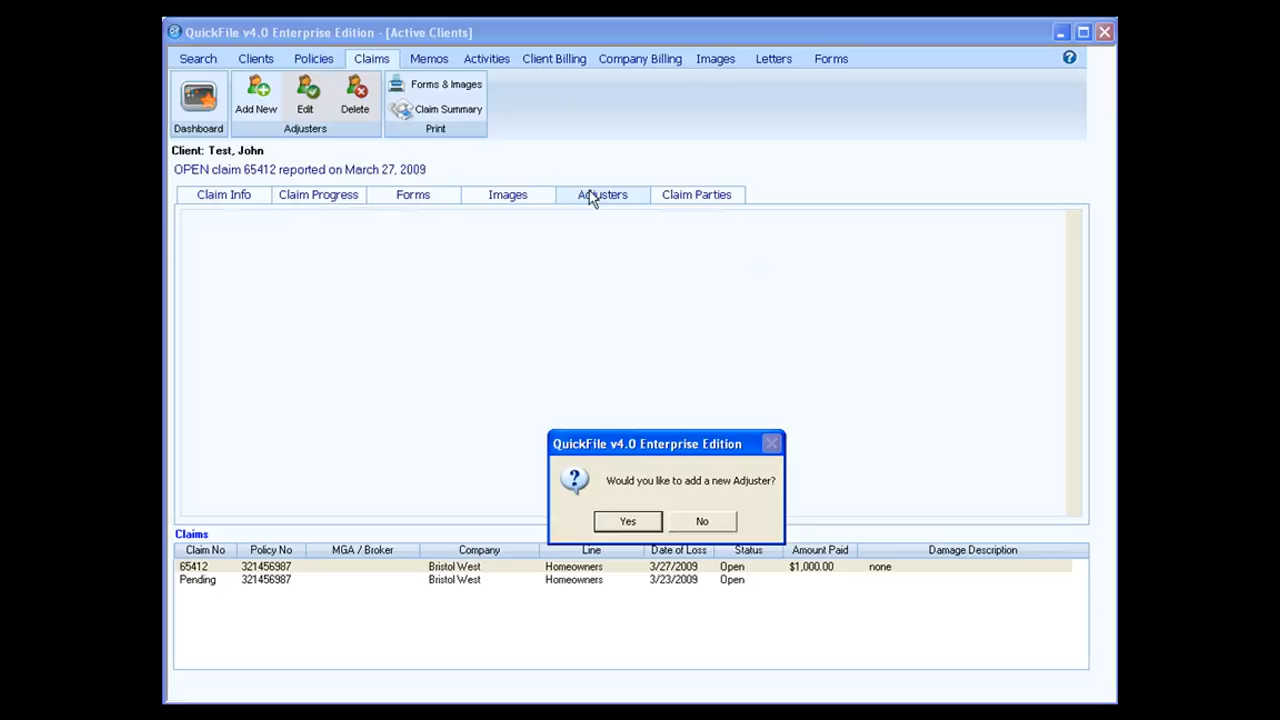 QuickFile v4.0 Enterprise Edition - [Active Clients]
Search Clients Policies Claims Memos Activities Client Billing Company Billing Images Letters Forms
Forms & Images
Add New Edit Delete Claim Summary
Dashboard Adjusters Print
Client: Test, John
OPEN claim 65412 reported on March 27, 2009
Claim Info Claim Progress Forms Images Adjusters Claim Parties
QuickFile v4.0 Enterprise Edition
Would you like to add a new Adjuster?
Yes No
Claims
Claim No Policy No MGA / Broker Company Line Date of Loss Status Amount Paid Damage Description
65412 321456987 Bristol West Homeowners 3/27/2009 Open $1,000.00 none
Pending 321456987 Bristol West Homeowners 3/23/2009 Open